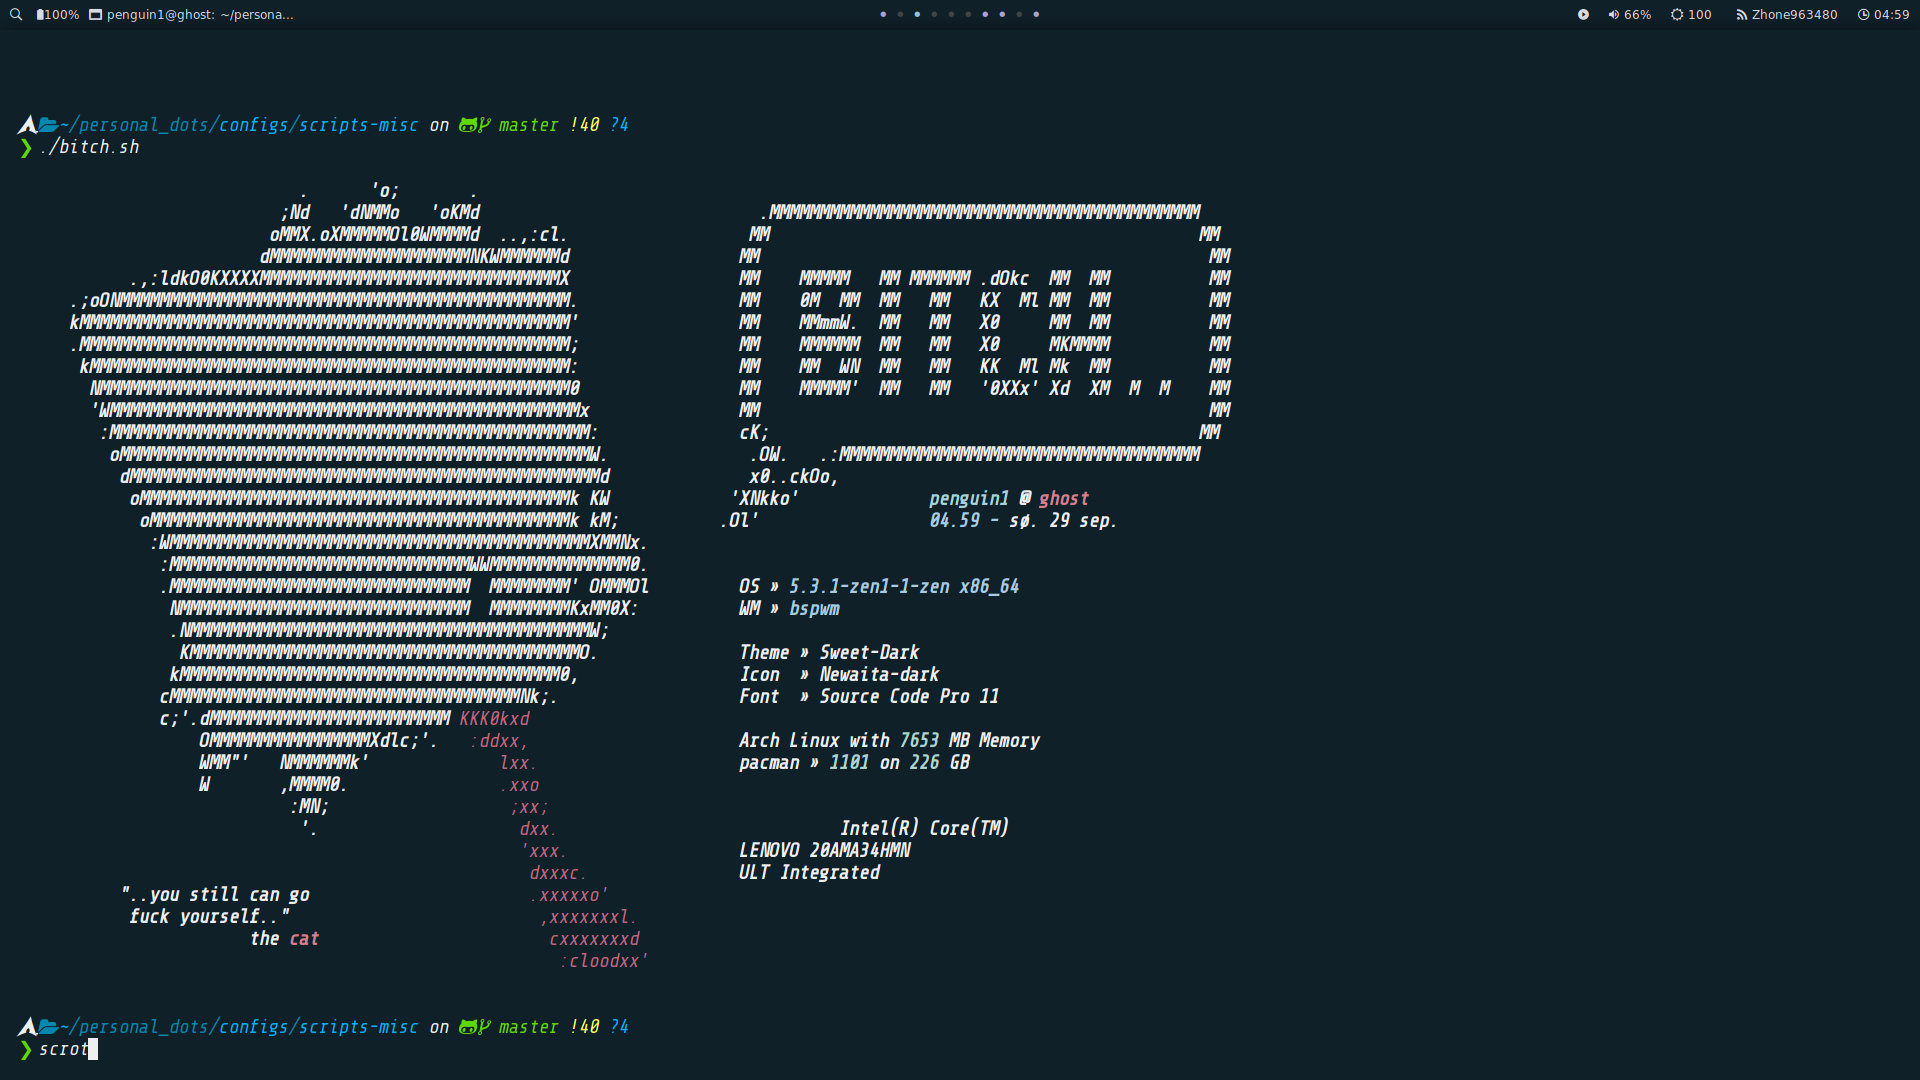 100% penguin1@ghost: ~/persona...
66% 100 Zhone963480 04:59
~/personal_dots/configs/scripts-misc on master !40 ?4
❯ ./bitch.sh
BITCH..
penguin1 @ ghost
04.59 - sø. 29 sep.
OS » 5.3.1-zen1-1-zen x86_64
WM » bspwm
Theme » Sweet-Dark
Icon » Newaita-dark
Font » Source Code Pro 11
Arch Linux with 7653 MB Memory
pacman » 1101 on 226 GB
Intel(R) Core(TM)
LENOVO 20AMA34HMN
ULT Integrated
"..you still can go
fuck yourself.."
the cat
~/personal_dots/configs/scripts-misc on master !40 ?4
❯ scrot